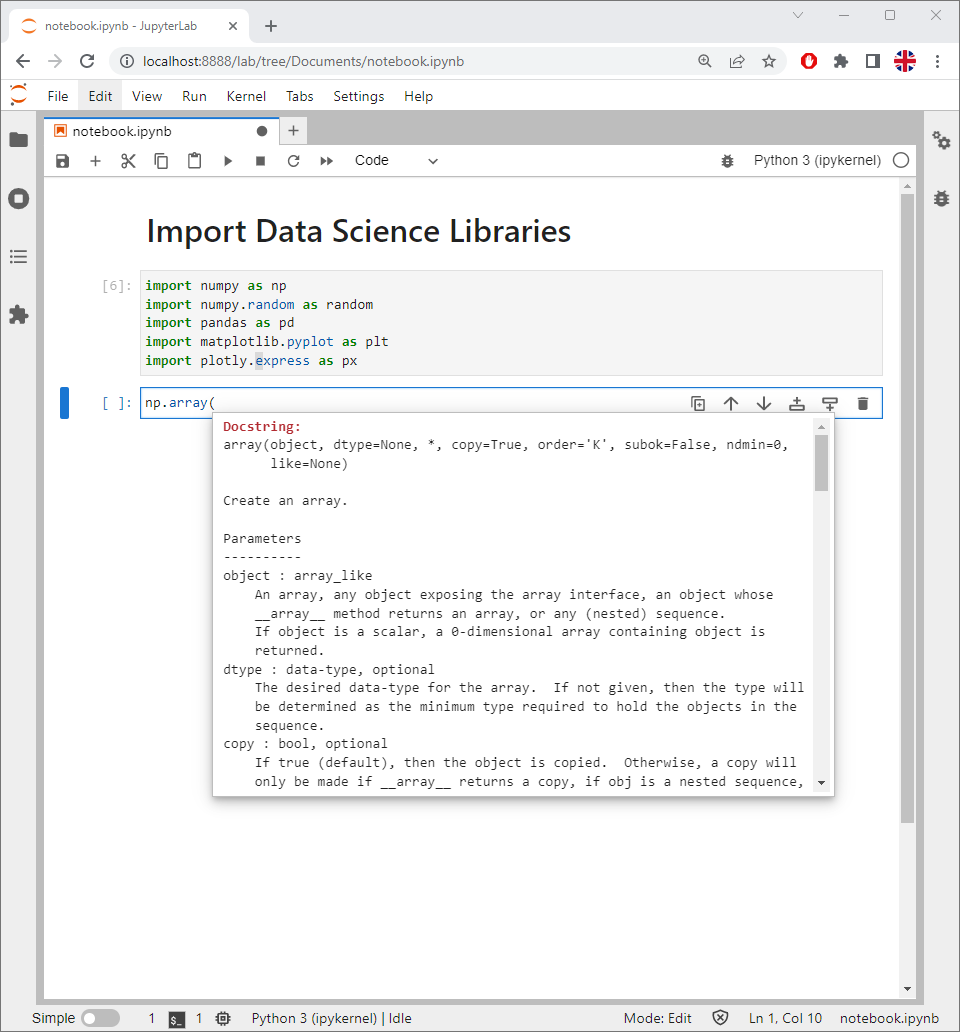 notebook.ipynb - JupyterLab
localhost:8888/lab/tree/Documents/notebook.ipynb
File Edit View Run Kernel Tabs Settings Help
notebook.ipynb
Code Python 3 (ipykernel)
Import Data Science Libraries
[6]: import numpy as np
import numpy.random as random
import pandas as pd
import matplotlib.pyplot as plt
import plotly.express as px
[ ]: np.array(
Docstring:
array(object, dtype=None, *, copy=True, order='K', subok=False, ndmin=0,
like=None)
Create an array.
Parameters
----------
object : array_like
An array, any object exposing the array interface, an object whose
__array__ method returns an array, or any (nested) sequence.
If object is a scalar, a 0-dimensional array containing object is
returned.
dtype : data-type, optional
The desired data-type for the array.  If not given, then the type will
be determined as the minimum type required to hold the objects in the
sequence.
copy : bool, optional
If true (default), then the object is copied.  Otherwise, a copy will
only be made if __array__ returns a copy, if obj is a nested sequence,
Simple 1 $_ 1 Python 3 (ipykernel) | Idle Mode: Edit Ln 1, Col 10 notebook.ipynb